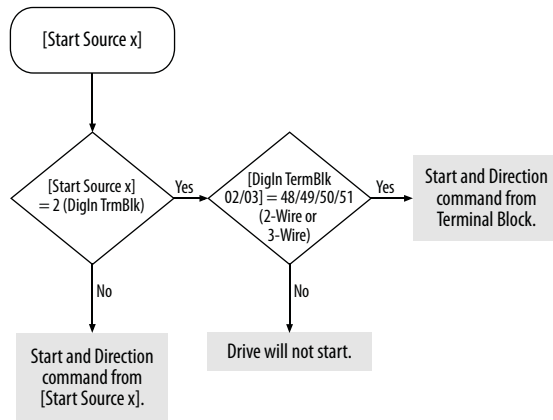 [Start Source x]
[Start Source x]
= 2 (DigIn TrmBlk)
Yes
[DigIn TermBlk
02/03] = 48/49/50/51
(2-Wire or
3-Wire)
Yes
Start and Direction
command from
Terminal Block.
No
No
Start and Direction
command from
[Start Source x].
Drive will not start.